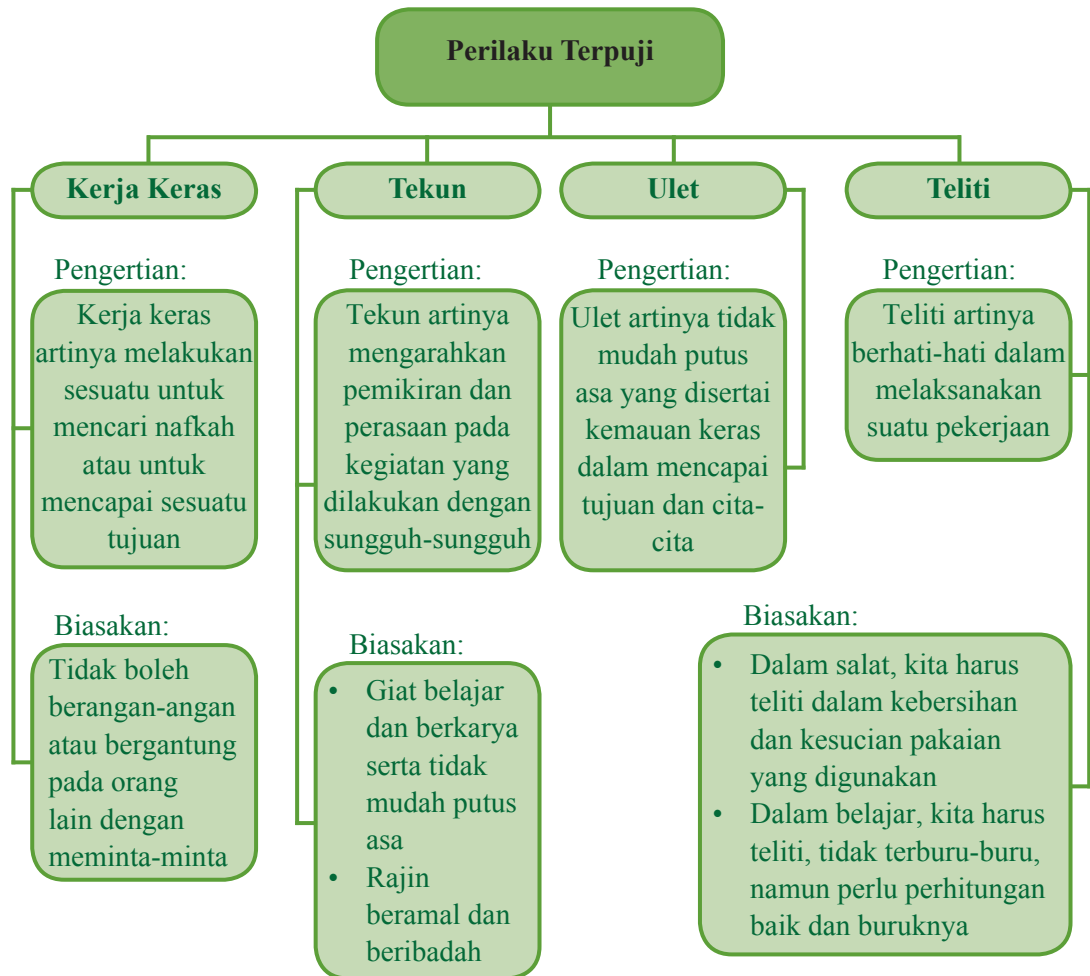 Perilaku Terpuji
Kerja Keras
Pengertian:
Kerja keras
artinya melakukan
sesuatu untuk
mencari nafkah
atau untuk
mencapai sesuatu
tujuan
Biasakan:
Tidak boleh
berangan-angan
atau bergantung
pada orang
lain dengan
meminta-minta
Tekun
Pengertian:
Tekun artinya
mengarahkan
pemikiran dan
perasaan pada
kegiatan yang
dilakukan dengan
sungguh-sungguh
Biasakan:
• Giat belajar
dan berkarya
serta tidak
mudah putus
asa
• Rajin
beramal dan
beribadah
Ulet
Pengertian:
Ulet artinya tidak
mudah putus
asa yang disertai
kemauan keras
dalam mencapai
tujuan dan cita-
cita
Teliti
Pengertian:
Teliti artinya
berhati-hati dalam
melaksanakan
suatu pekerjaan
Biasakan:
• Dalam salat, kita harus
teliti dalam kebersihan
dan kesucian pakaian
yang digunakan
• Dalam belajar, kita harus
teliti, tidak terburu-buru,
namun perlu perhitungan
baik dan buruknya